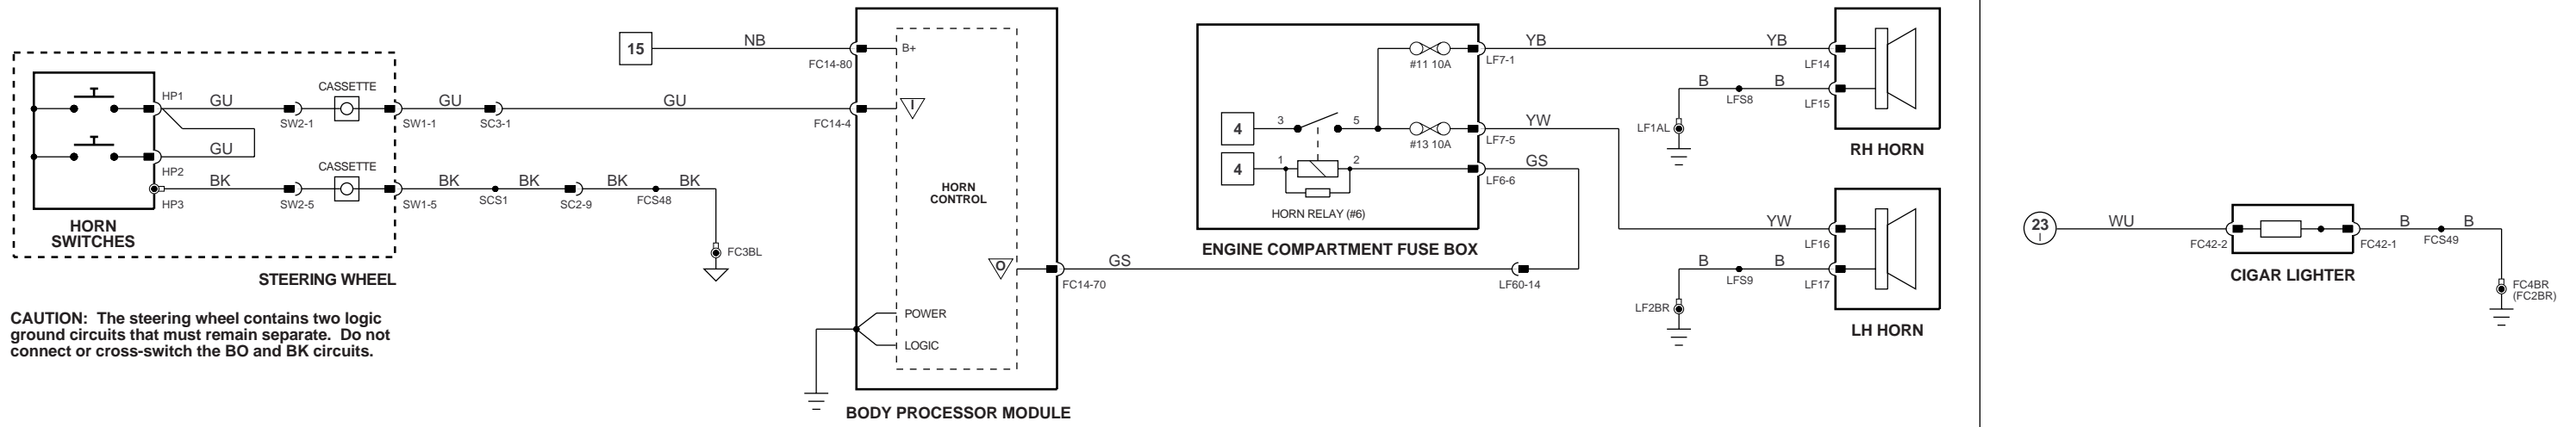 HORN
SWITCHES
HP1
HP2
HP3
GU
GU
BK
SW2-1
CASSETTE
SW2-5
CASSETTE
SW1-1
SW1-5
STEERING WHEEL
GU
SC3-1
GU
BK
SCS1
BK
SC2-9
BK
FCS48
BK
FC3BL
CAUTION: The steering wheel contains two logic
ground circuits that must remain separate. Do not
connect or cross-switch the BO and BK circuits.
15
NB
FC14-80
FC14-4
B+
I
HORN
CONTROL
O
POWER
LOGIC
BODY PROCESSOR MODULE
FC14-70
GS
LF60-14
4
3
5
4
1
2
#11 10A
#13 10A
HORN RELAY (#6)
ENGINE COMPARTMENT FUSE BOX
LF7-1
LF7-5
LF6-6
YB
YB
YW
GS
LF14
B
LFS8
B
LF15
LF1AL
RH HORN
YW
LF16
B
LFS9
B
LF17
LF2BR
LH HORN
23
I
WU
FC42-2
CIGAR LIGHTER
FC42-1
B
FCS49
B
FC4BR
(FC2BR)